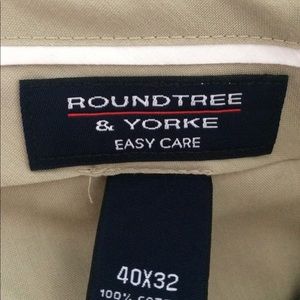 ROUNDTREE
& YORKE
EASY CARE
40X32
100%